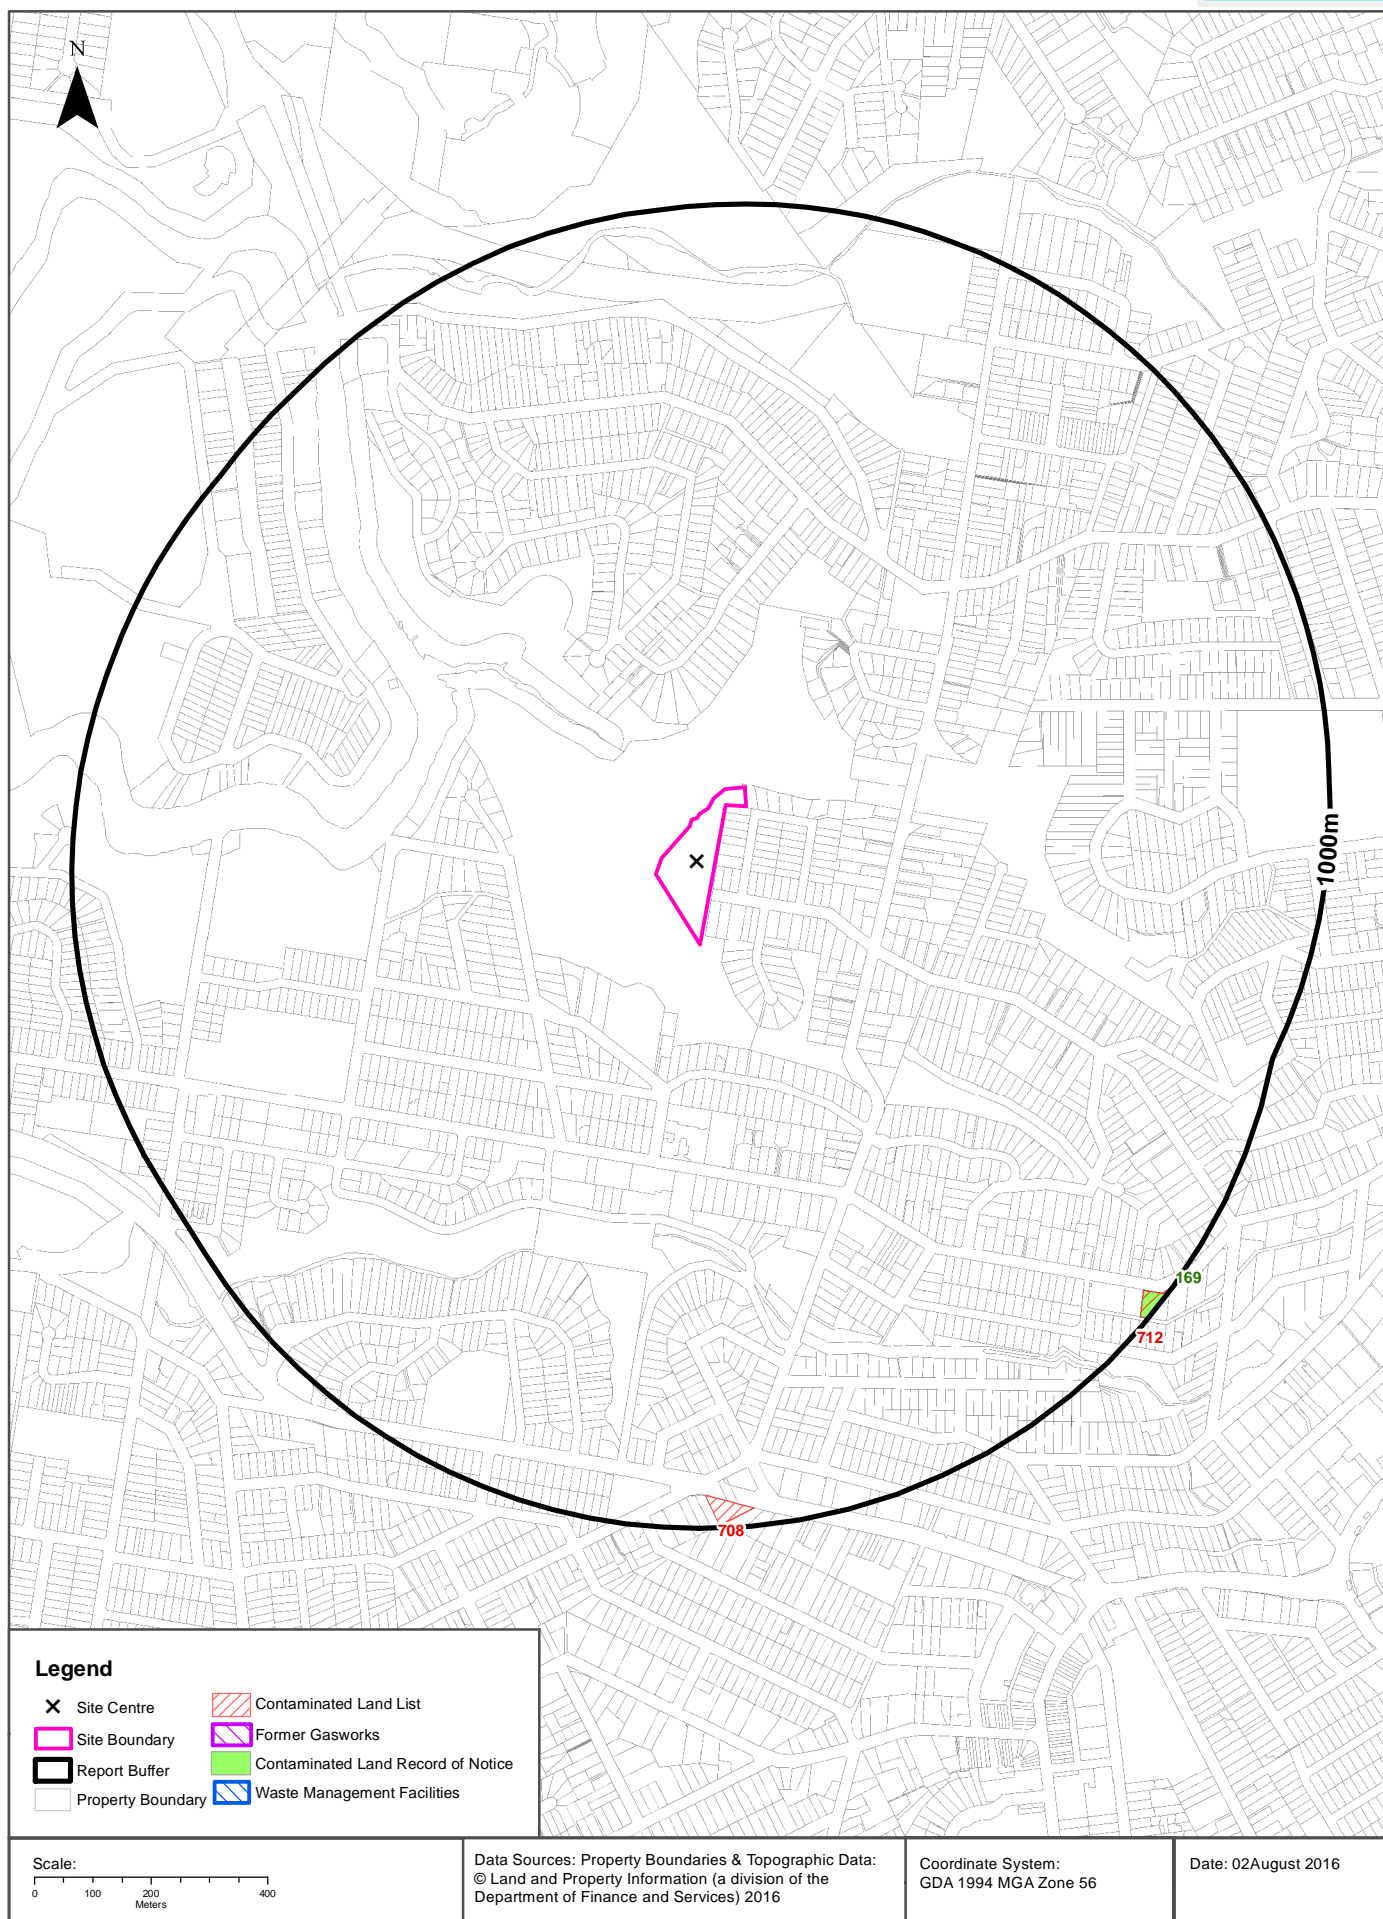 N
1000m
169
712
708
Legend
Site Centre
Site Boundary
Report Buffer
Property Boundary
Contaminated Land List
Former Gasworks
Contaminated Land Record of Notice
Waste Management Facilities
Scale:
0 100 200 400
Meters
Data Sources: Property Boundaries & Topographic Data:
© Land and Property Information (a division of the
Department of Finance and Services) 2016
Coordinate System:
GDA 1994 MGA Zone 56
Date: 02August 2016